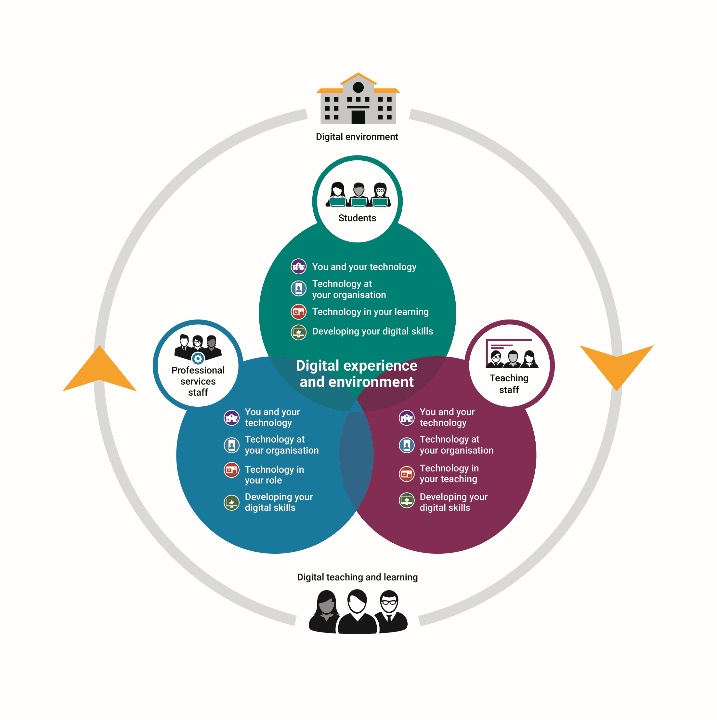 Digital environment
Students
You and your technology
Technology at
your organisation
Technology in your learning
Developing your digital skills
Digital experience
and environment
Professional
services
staff
You and your
technology
Technology at
your organisation
Technology in
your role
Developing your
digital skills
Teaching
staff
You and your
technology
Technology at
your organisation
Technology in
your teaching
Developing your
digital skills
Digital teaching and learning